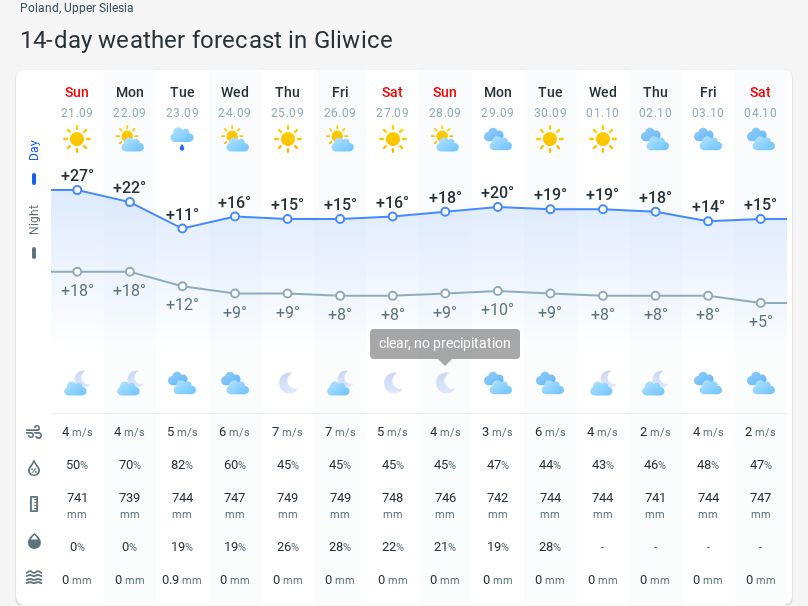 Poland, Upper Silesia
14-day weather forecast in Gliwice
Sun Mon Tue Wed Thu Fri Sat Sun Mon Tue Wed Thu Fri Sat
21.09 22.09 23.09 24.09 25.09 26.09 27.09 28.09 29.09 30.09 01.10 02.10 03.10 04.10
Day
+27° +22° +11° +16° +15° +15° +16° +18° +20° +19° +19° +18° +14° +15°
Night
+18° +18° +12° +9° +9° +8° +8° +9° +10° +9° +8° +8° +8° +5°
clear, no precipitation
4 m/s 4 m/s 5 m/s 6 m/s 7 m/s 7 m/s 5 m/s 4 m/s 3 m/s 6 m/s 4 m/s 2 m/s 4 m/s 2 m/s
50% 70% 82% 60% 45% 45% 45% 45% 47% 44% 43% 46% 48% 47%
741 739 744 747 749 749 748 746 742 744 744 741 744 747
mm mm mm mm mm mm mm mm mm mm mm mm mm mm
0% 0% 19% 19% 26% 28% 22% 21% 19% 28% - - - -
0 mm 0 mm 0.9 mm 0 mm 0 mm 0 mm 0 mm 0 mm 0 mm 0 mm 0 mm 0 mm 0 mm 0 mm